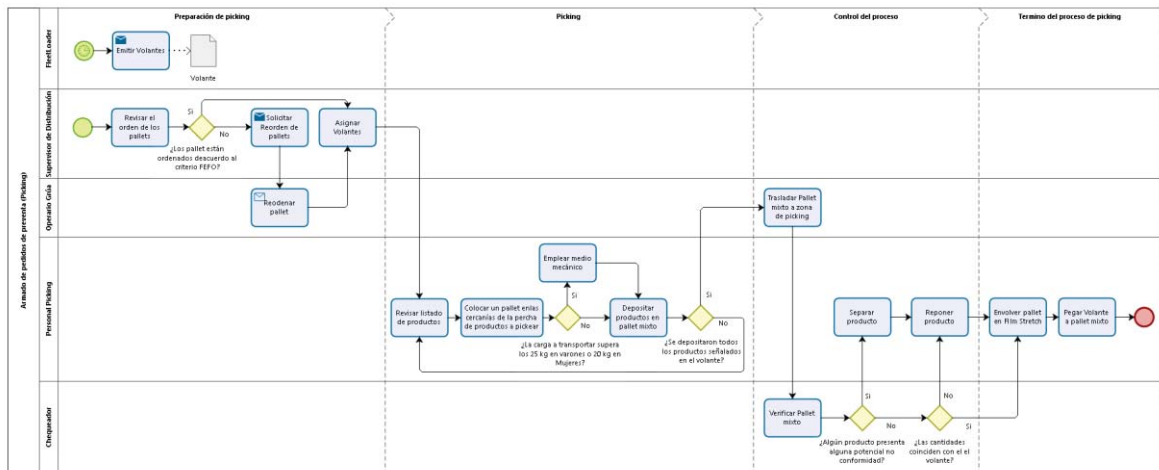 Preparación de picking
Picking
Control del proceso
Termino del proceso de picking
Armado de pedidos de preventa (Picking)
FleetLoader
Emitir Volantes
Volante
Supervisor de Distribución
Revisar el
orden de los
pallets
Si
No
¿Los pallet están
ordenados deacuerdo al
criterio FEFO?
Solicitar
Reorden de
pallets
Asignar
Volantes
Operario Grúa
Reodenar
pallet
Trasladar Pallet
mixto a zona
de picking
Personal Picking
Revisar listado
de productos
Colocar un pallet enlas
cercanías de la percha
de productos a pickear
Emplear medio
mecánico
Si
No
¿La carga a transportar supera
los 25 kg en varones o 20 kg en
Mujeres?
Depositar
productos en
pallet mixto
Si
No
¿Se depositaron todos
los productos señalados
en el volante?
Separar
producto
Reponer
producto
Envolver pallet
en Film Stretch
Pegar Volante
a pallet mixto
Chequeador
Verificar Pallet
mixto
Si
No
¿Algún producto presenta
alguna potencial no
conformidad?
No
Si
¿Las cantidades
coinciden con el el
volante?